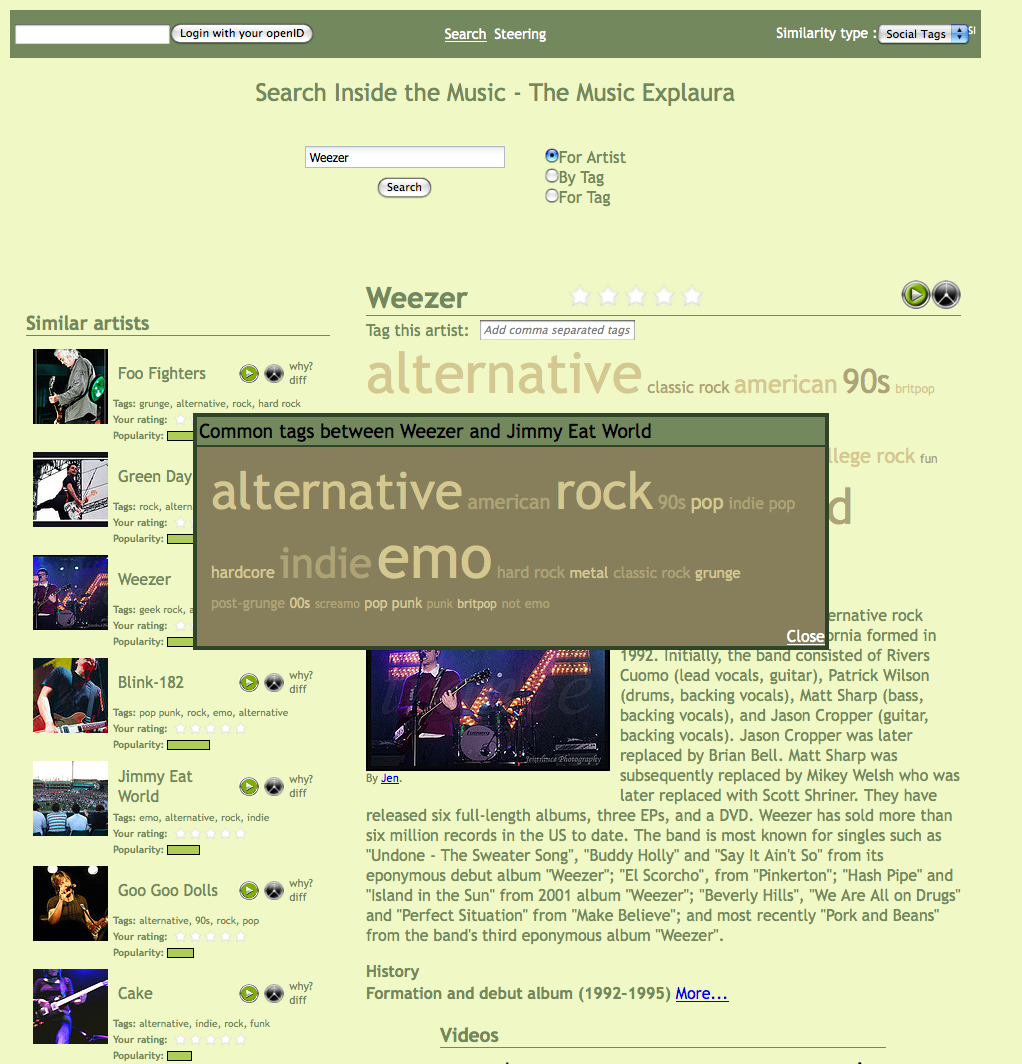 Login with your openID
Search Steering
Similarity type : Social Tags
Search Inside the Music - The Music Explaura
Weezer
For Artist
By Tag
For Tag
Search
Similar artists
Foo Fighters
why?
diff
Tags: grunge, alternative, rock, hard rock
Your rating:
Popularity:
Green Day
Tags: rock, altern
Your rating:
Popularity:
Weezer
Tags: geek rock, a
Your rating:
Popularity:
Blink-182
why?
diff
Tags: pop punk, rock, emo, alternative
Your rating:
Popularity:
Jimmy Eat
World
why?
diff
Tags: emo, alternative, rock, indie
Your rating:
Popularity:
Goo Goo Dolls
why?
diff
Tags: alternative, 90s, rock, pop
Your rating:
Popularity:
Cake
why?
diff
Tags: alternative, indie, rock, funk
Your rating:
Popularity:
Weezer
Tag this artist: Add comma separated tags
alternative classic rock american 90s britpop
llege rock fun
d
Common tags between Weezer and Jimmy Eat World
alternative american rock 90s pop indie pop
hardcore indie emo hard rock metal classic rock grunge
post-grunge 00s screamo pop punk punk britpop not emo
Close
ernative rock
ornia formed in
1992. Initially, the band consisted of Rivers
Cuomo (lead vocals, guitar), Patrick Wilson
(drums, backing vocals), Matt Sharp (bass,
backing vocals), and Jason Cropper (guitar,
backing vocals). Jason Cropper was later
replaced by Brian Bell. Matt Sharp was
subsequently replaced by Mikey Welsh who was
later replaced with Scott Shriner. They have
By Jen.
released six full-length albums, three EPs, and a DVD. Weezer has sold more than
six million records in the US to date. The band is most known for singles such as
"Undone - The Sweater Song", "Buddy Holly" and "Say It Ain't So" from its
eponymous debut album "Weezer"; "El Scorcho", from "Pinkerton"; "Hash Pipe" and
"Island in the Sun" from 2001 album "Weezer"; "Beverly Hills", "We Are All on Drugs"
and "Perfect Situation" from "Make Believe"; and most recently "Pork and Beans"
from the band's third eponymous album "Weezer".
History
Formation and debut album (1992-1995) More...
Videos